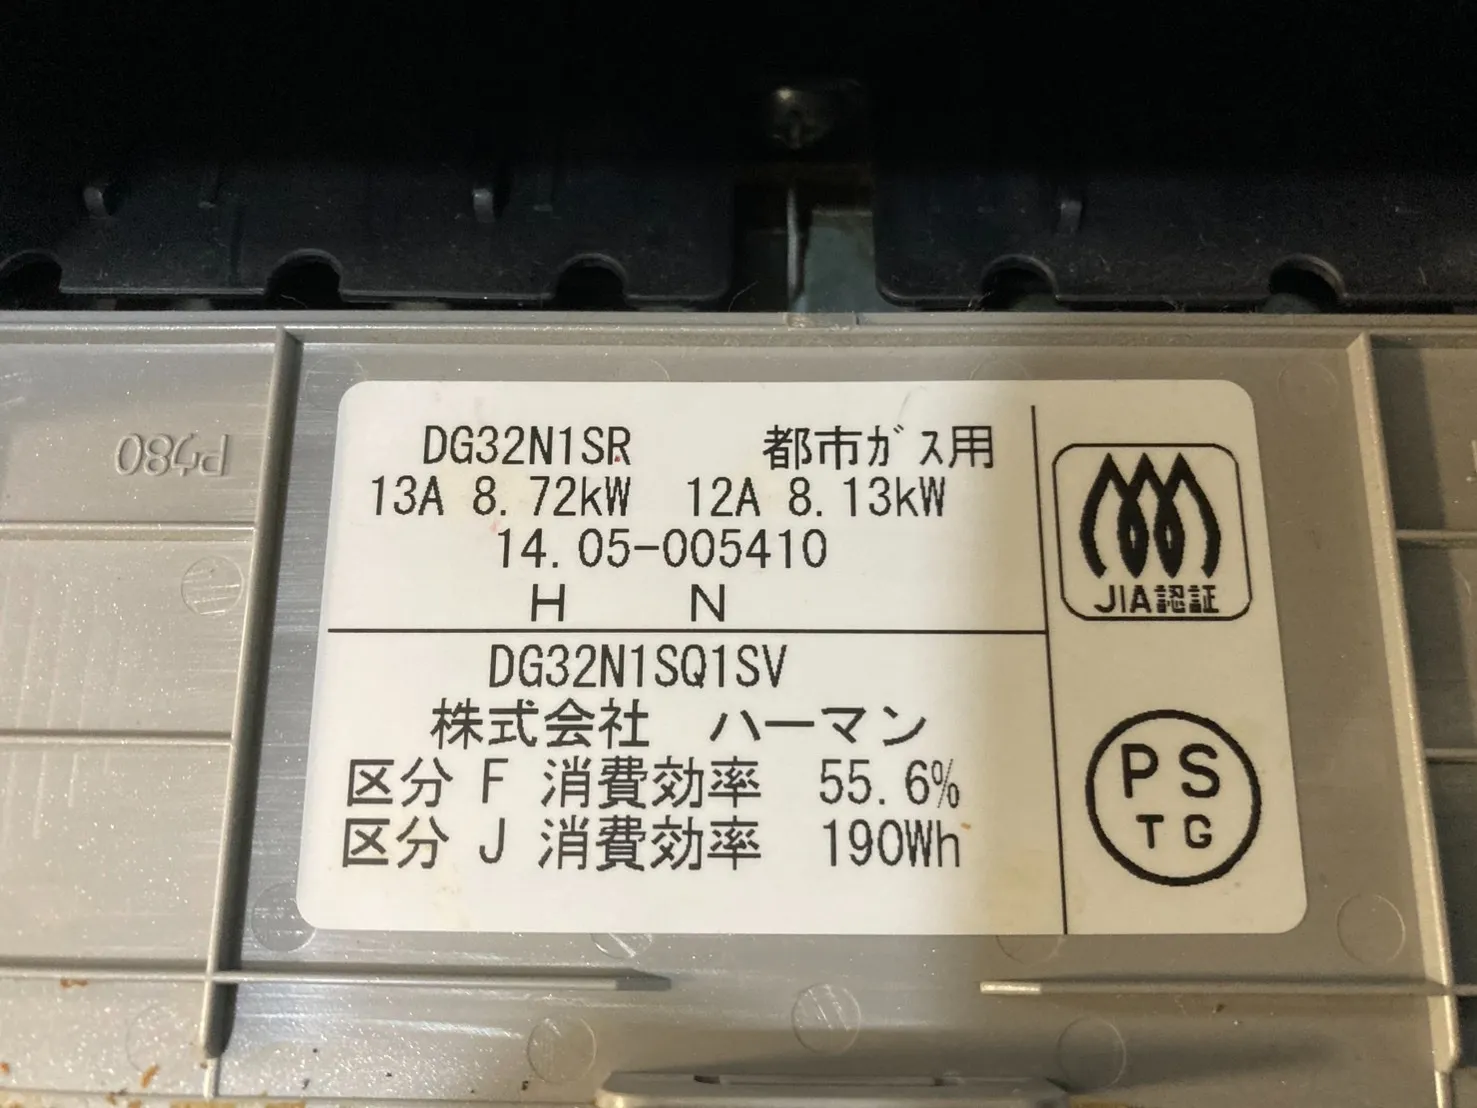 DG32N1SR 都市ｶﾞｽ用
13A 8.72kW 12A 8.13kW
14.05-005410
H N
DG32N1SQ1SV
株式会社 ハーマン
区分 F 消費効率 55.6%
区分 J 消費効率 190Wh
JIA認証
PS
TG